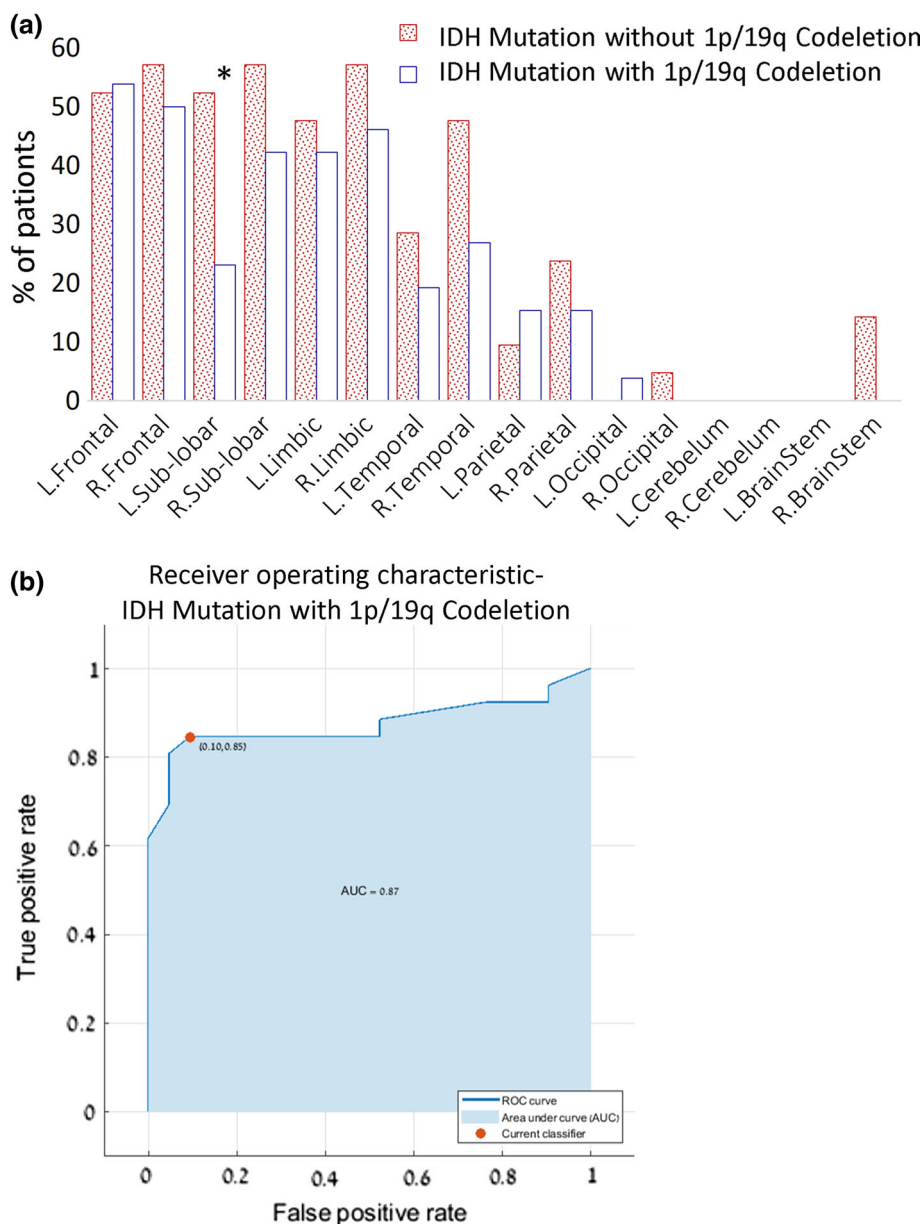 (a)
60
50
40
30
20
10
0
% of pationts
*
IDH Mutation without 1p/19q Codeletion
IDH Mutation with 1p/19q Codeletion
L.Frontal
R.Frontal
L.Sub-lobar
R.Sub-lobar
L.Limbic
R.Limbic
L.Temporal
R.Temporal
L.Parietal
R.Parietal
L.Occipital
R.Occipital
L.Cerebelum
R.Cerebelum
L.BrainStem
R.BrainStem
(b)
Receiver operating characteristic-
IDH Mutation with 1p/19q Codeletion
1
0.8
0.6
0.4
0.2
0
True positive rate
(0.10,0.85)
AUC = 0.87
ROC curve
Area under curve (AUC)
Current classifier
0 0.2 0.4 0.6 0.8 1
False positive rate